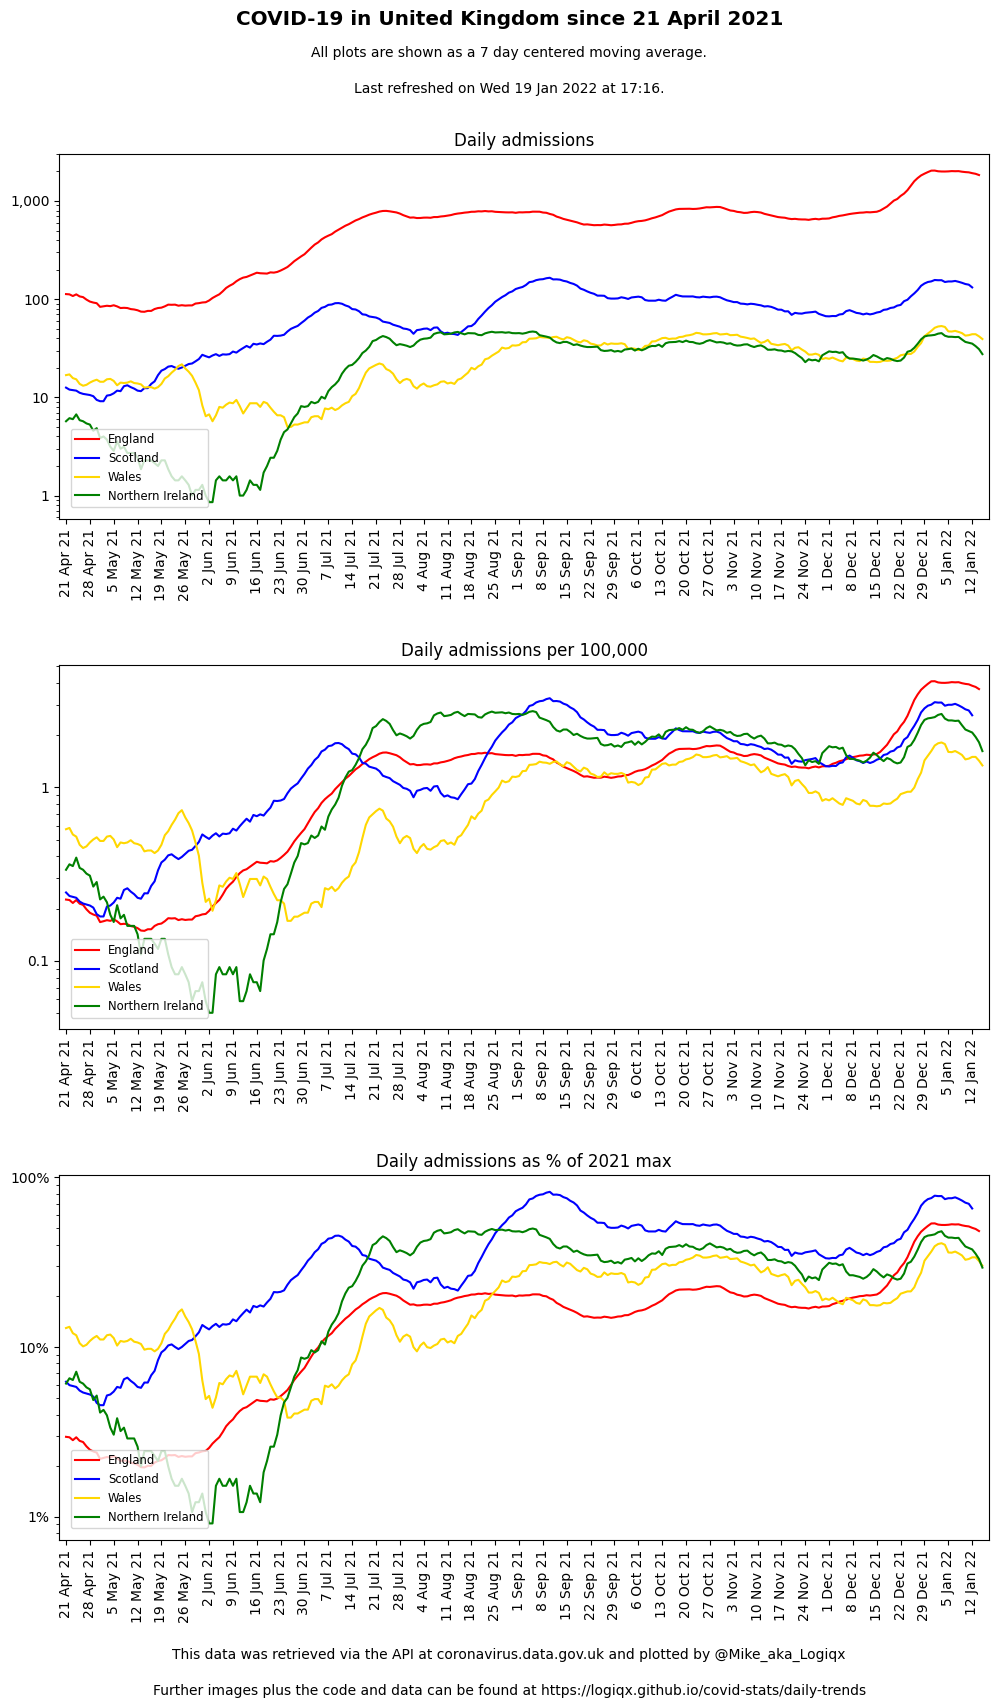 COVID-19 in United Kingdom since 21 April 2021
All plots are shown as a 7 day centered moving average.
Last refreshed on Wed 19 Jan 2022 at 17:16.
Daily admissions
1,000
100
10
1
England
Scotland
Wales
Northern Ireland
21 Apr 21
28 Apr 21
5 May 21
12 May 21
19 May 21
26 May 21
2 Jun 21
9 Jun 21
16 Jun 21
23 Jun 21
30 Jun 21
7 Jul 21
14 Jul 21
21 Jul 21
28 Jul 21
4 Aug 21
11 Aug 21
18 Aug 21
25 Aug 21
1 Sep 21
8 Sep 21
15 Sep 21
22 Sep 21
29 Sep 21
6 Oct 21
13 Oct 21
20 Oct 21
27 Oct 21
3 Nov 21
10 Nov 21
17 Nov 21
24 Nov 21
1 Dec 21
8 Dec 21
15 Dec 21
22 Dec 21
29 Dec 21
5 Jan 22
12 Jan 22
Daily admissions per 100,000
1
0.1
England
Scotland
Wales
Northern Ireland
21 Apr 21
28 Apr 21
5 May 21
12 May 21
19 May 21
26 May 21
2 Jun 21
9 Jun 21
16 Jun 21
23 Jun 21
30 Jun 21
7 Jul 21
14 Jul 21
21 Jul 21
28 Jul 21
4 Aug 21
11 Aug 21
18 Aug 21
25 Aug 21
1 Sep 21
8 Sep 21
15 Sep 21
22 Sep 21
29 Sep 21
6 Oct 21
13 Oct 21
20 Oct 21
27 Oct 21
3 Nov 21
10 Nov 21
17 Nov 21
24 Nov 21
1 Dec 21
8 Dec 21
15 Dec 21
22 Dec 21
29 Dec 21
5 Jan 22
12 Jan 22
Daily admissions as % of 2021 max
100%
10%
1%
England
Scotland
Wales
Northern Ireland
21 Apr 21
28 Apr 21
5 May 21
12 May 21
19 May 21
26 May 21
2 Jun 21
9 Jun 21
16 Jun 21
23 Jun 21
30 Jun 21
7 Jul 21
14 Jul 21
21 Jul 21
28 Jul 21
4 Aug 21
11 Aug 21
18 Aug 21
25 Aug 21
1 Sep 21
8 Sep 21
15 Sep 21
22 Sep 21
29 Sep 21
6 Oct 21
13 Oct 21
20 Oct 21
27 Oct 21
3 Nov 21
10 Nov 21
17 Nov 21
24 Nov 21
1 Dec 21
8 Dec 21
15 Dec 21
22 Dec 21
29 Dec 21
5 Jan 22
12 Jan 22
This data was retrieved via the API at coronavirus.data.gov.uk and plotted by @Mike_aka_Logiqx
Further images plus the code and data can be found at https://logiqx.github.io/covid-stats/daily-trends